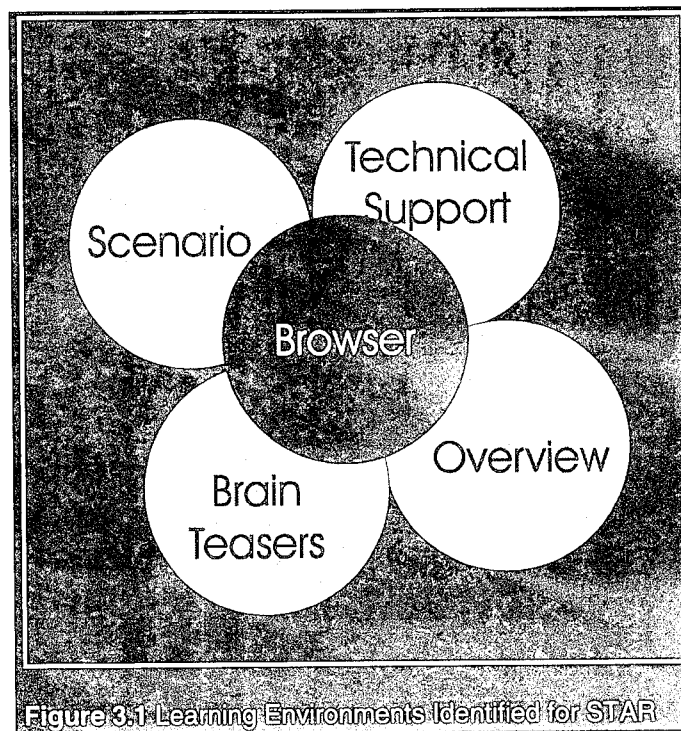 Technical
Support
Scenario
Browser
Overview
Brain
Teasers
Figure 3.1 Learning Environments Identified for STAR